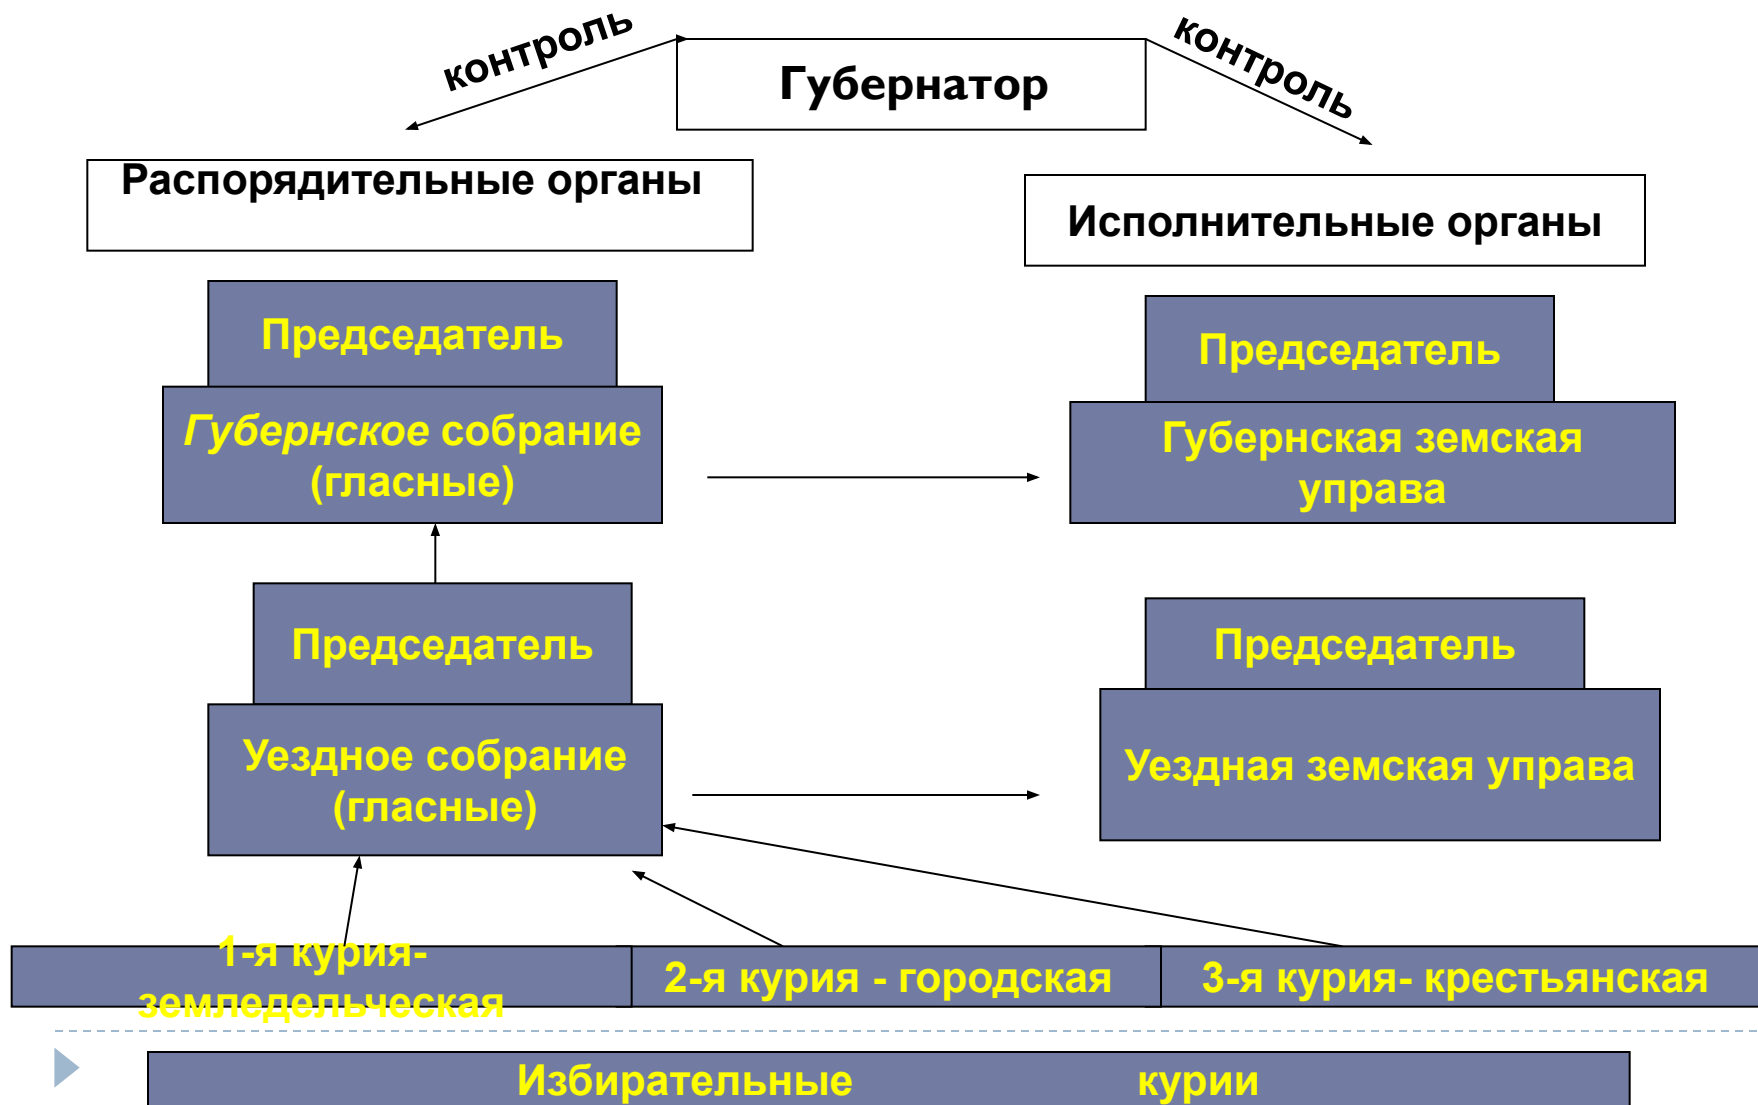 контроль
контроль
Губернатор
Распорядительные органы
Исполнительные органы
Председатель
Председатель
Губернское собрание
(гласные)
Губернская земская
управа
Председатель
Председатель
Уездное собрание
(гласные)
Уездная земская управа
1-я курия-
земледельческая
2-я курия - городская
3-я курия- крестьянская
Избирательные курии